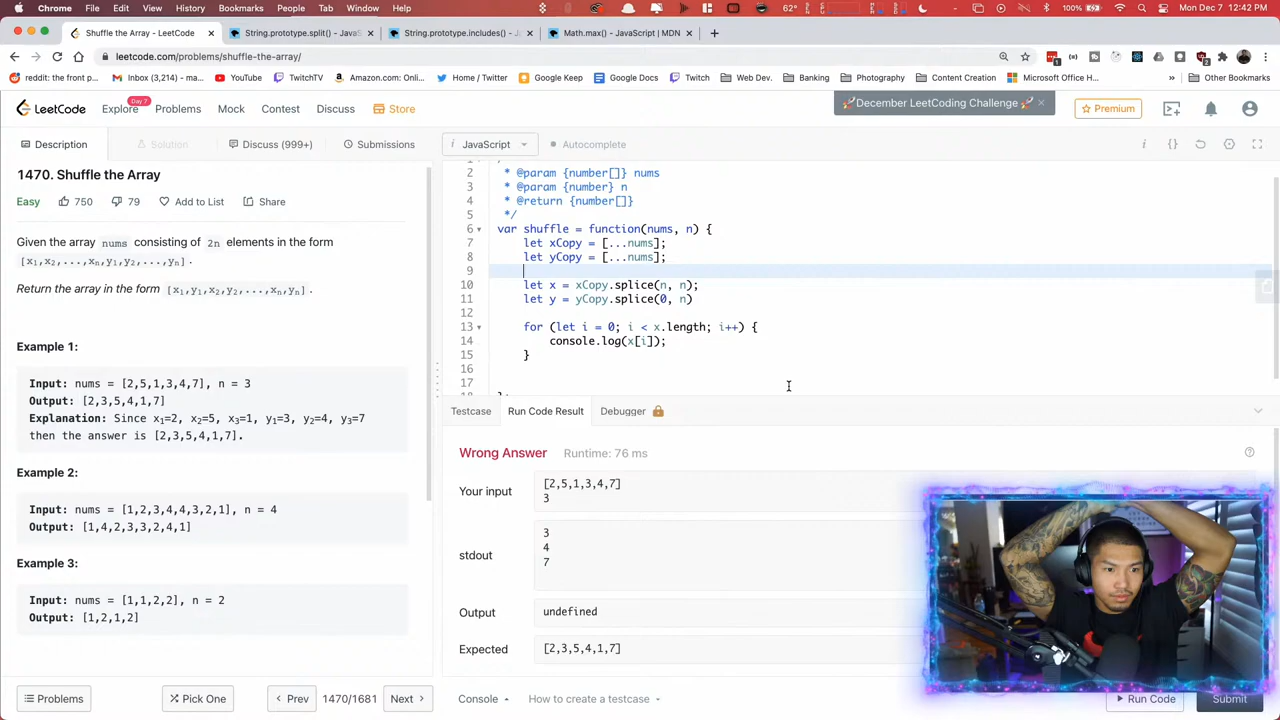 Chrome File Edit View History Bookmarks People Tab Window Help 62° 100% Mon Dec 7 12:42 PM
Shuffle the Array - LeetCode × String.prototype.split() - JavaS × String.prototype.includes() - J × Math.max() - JavaScript | MDN × +
leetcode.com/problems/shuffle-the-array/
reddit: the front p... Inbox (3,214) - ma... YouTube TwitchTV Amazon.com: Onli... Home / Twitter Google Keep Google Docs Twitch Web Dev. Banking Photography Content Creation Microsoft Office H... » Other Bookmarks
LeetCode Explore Day 7 Problems Mock Contest Discuss Store 🚀December LeetCoding Challenge 🚀 × Premium
Description Solution Discuss (999+) Submissions i JavaScript Autocomplete
1470. Shuffle the Array
Easy 750 79 Add to List Share
Given the array nums consisting of 2n elements in the form
[x1,x2,...,xn,y1,y2,...,yn].
Return the array in the form [x1,y1,x2,y2,...,xn,yn].
Example 1:
Input: nums = [2,5,1,3,4,7], n = 3
Output: [2,3,5,4,1,7]
Explanation: Since x1=2, x2=5, x3=1, y1=3, y2=4, y3=7
then the answer is [2,3,5,4,1,7].
Example 2:
Input: nums = [1,2,3,4,4,3,2,1], n = 4
Output: [1,4,2,3,3,2,4,1]
Example 3:
Input: nums = [1,1,2,2], n = 2
Output: [1,2,1,2]
Problems Pick One Prev 1470/1681 Next
2 * @param {number[]} nums
3 * @param {number} n
4 * @return {number[]}
5 */
6 var shuffle = function(nums, n) {
7 let xCopy = [...nums];
8 let yCopy = [...nums];
9
10 let x = xCopy.splice(n, n);
11 let y = yCopy.splice(0, n)
12
13 for (let i = 0; i < x.length; i++) {
14 console.log(x[i]);
15 }
16
17
Testcase Run Code Result Debugger
Wrong Answer Runtime: 76 ms
Your input
[2,5,1,3,4,7]
3
stdout
3
4
7
Output undefined
Expected [2,3,5,4,1,7]
Console How to create a testcase Run Code Submit